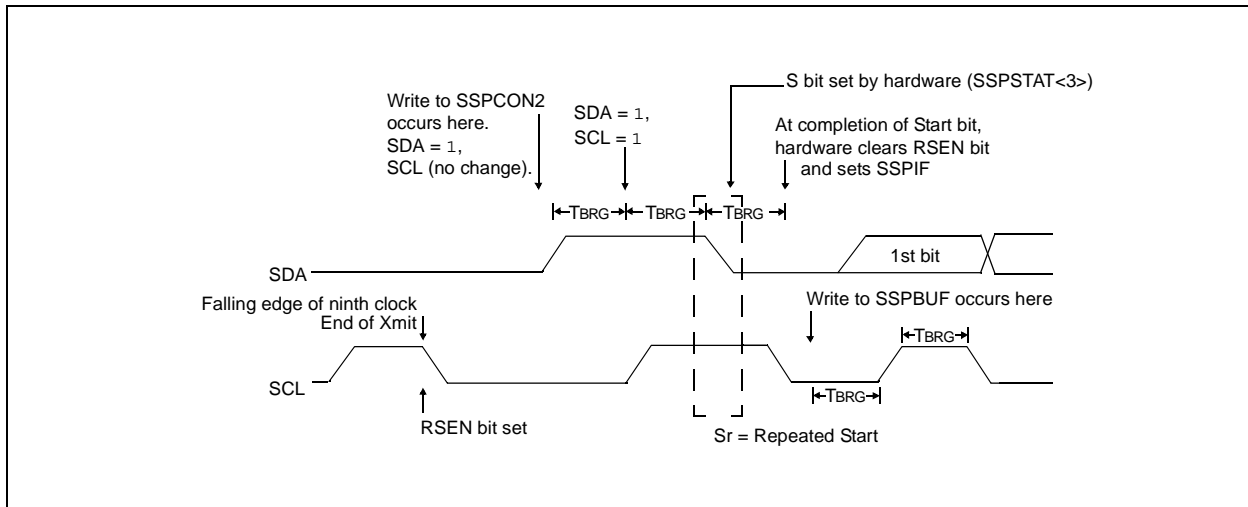 S bit set by hardware (SSPSTAT<3>)
Write to SSPCON2
occurs here.
SDA = 1,
SCL (no change).
SDA = 1,
SCL = 1
At completion of Start bit,
hardware clears RSEN bit
and sets SSPIF
TBRG
TBRG
TBRG
SDA
1st bit
Falling edge of ninth clock
End of Xmit
Write to SSPBUF occurs here
TBRG
SCL
TBRG
RSEN bit set
Sr = Repeated Start